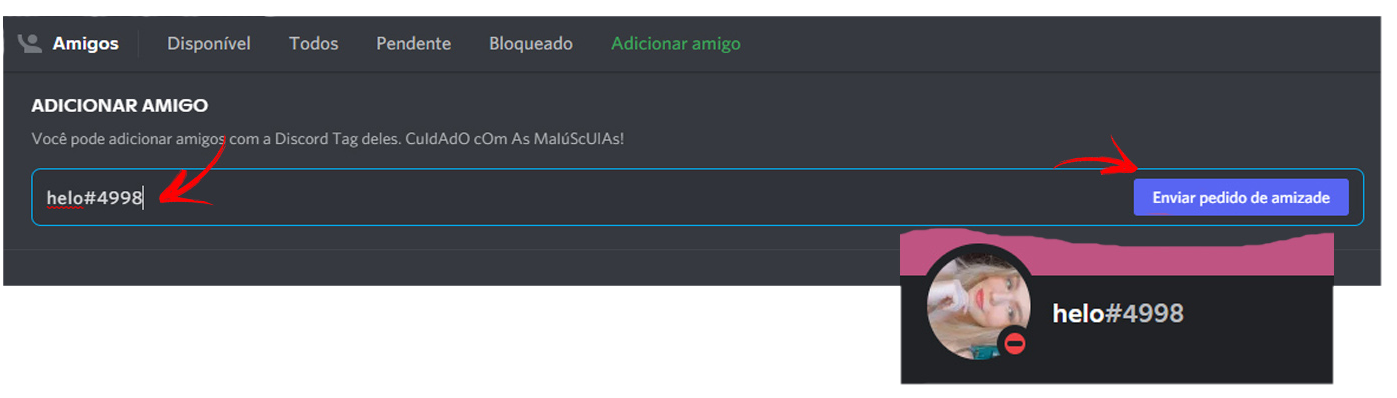 Amigos Disponível Todos Pendente Bloqueado Adicionar amigo
ADICIONAR AMIGO
Você pode adicionar amigos com a Discord Tag deles. CuIdAdO cOm As MaIúScUlAs!
helo#4998 Enviar pedido de amizade
helo#4998